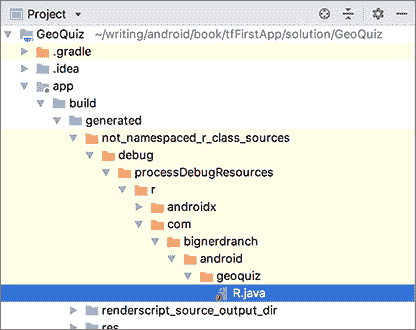 Project
GeoQuiz ~/writing/android/book/tfFirstApp/solution/GeoQuiz
.gradle
.idea
app
build
generated
not_namespaced_r_class_sources
debug
processDebugResources
r
androidx
com
bignerdranch
android
geoquiz
R.java
renderscript_source_output_dir
res